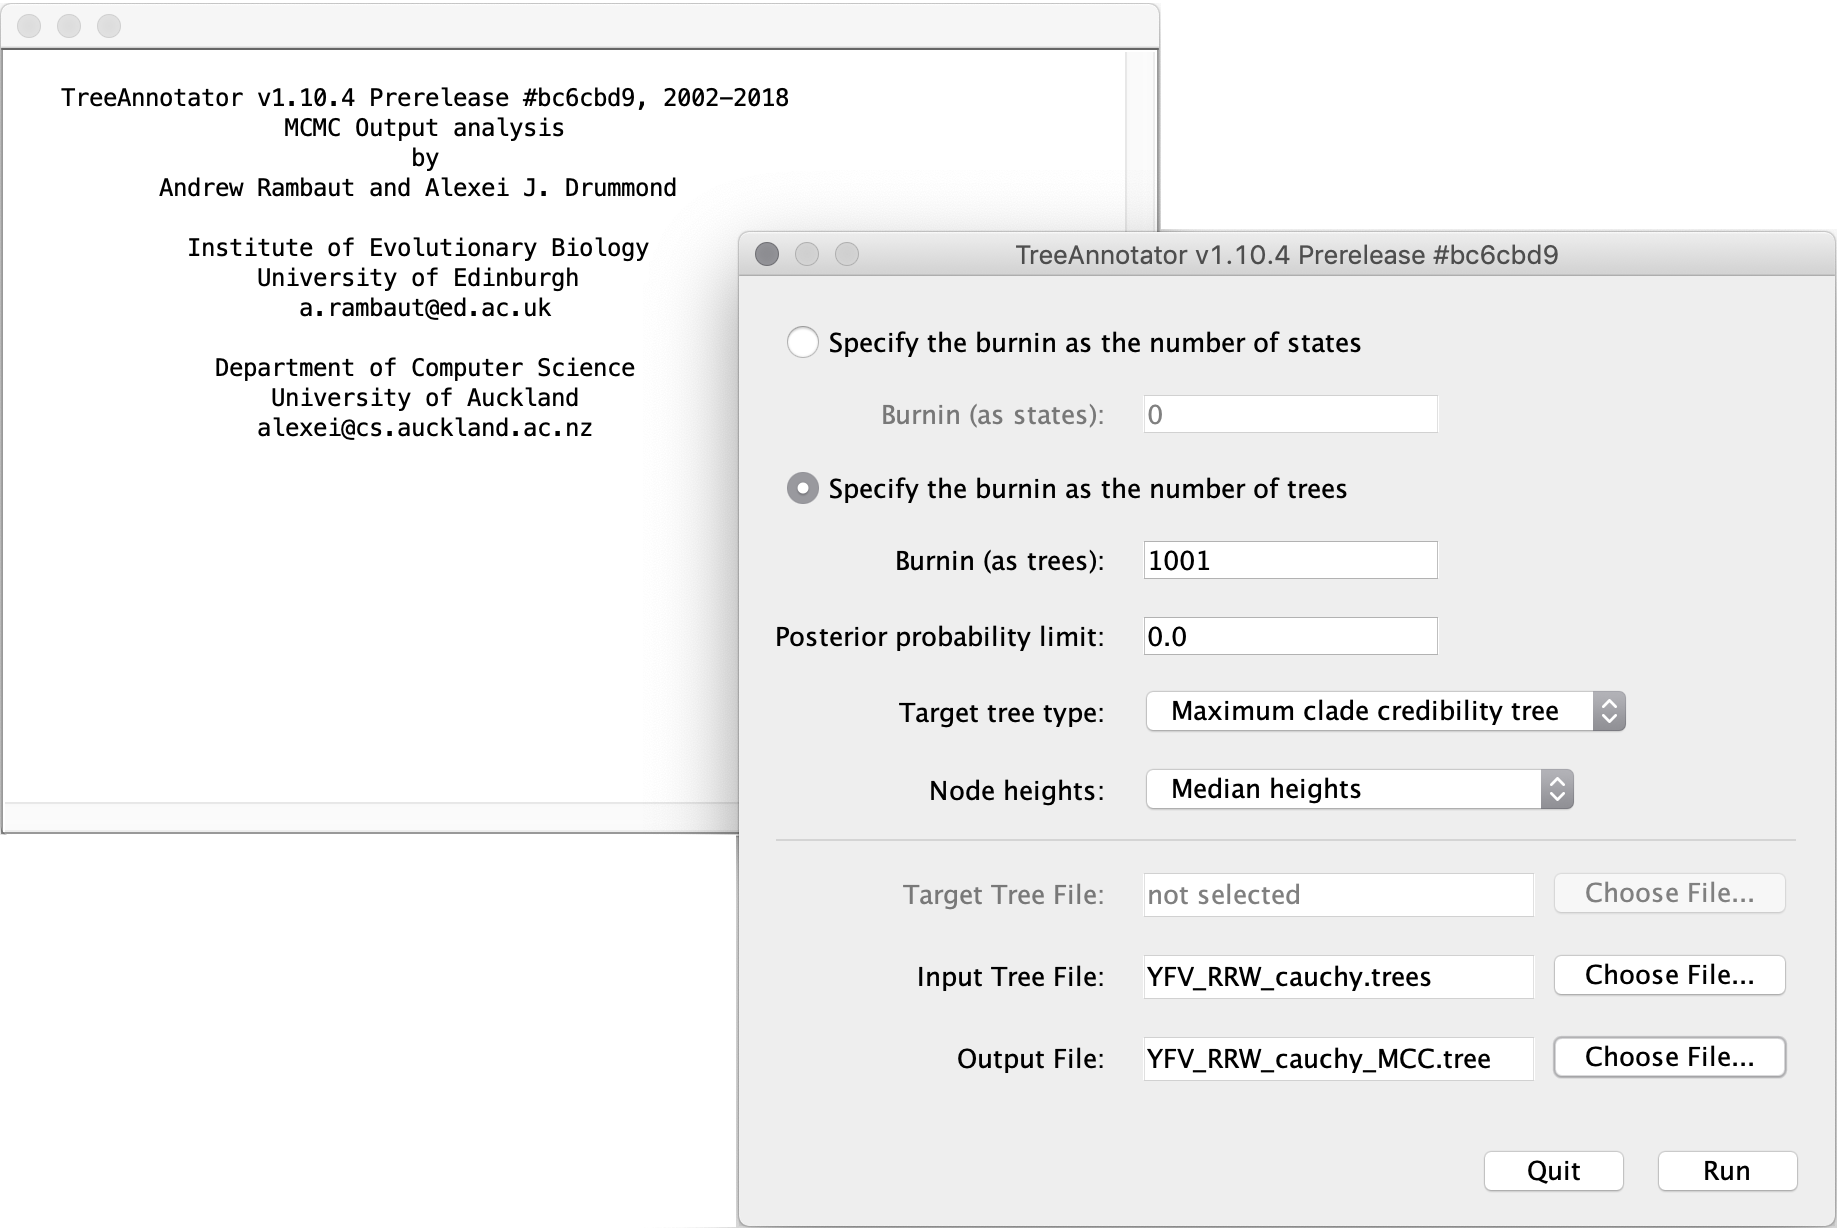 TreeAnnotator v1.10.4 Prerelease #bc6cbd9, 2002-2018
MCMC Output analysis
by
Andrew Rambaut and Alexei J. Drummond
Institute of Evolutionary Biology
University of Edinburgh
a.rambaut@ed.ac.uk
Department of Computer Science
University of Auckland
alexei@cs.auckland.ac.nz
TreeAnnotator v1.10.4 Prerelease #bc6cbd9
Specify the burnin as the number of states
Burnin (as states): 0
Specify the burnin as the number of trees
Burnin (as trees): 1001
Posterior probability limit: 0.0
Target tree type: Maximum clade credibility tree
Node heights: Median heights
Target Tree File: not selected Choose File...
Input Tree File: YFV_RRW_cauchy.trees Choose File...
Output File: YFV_RRW_cauchy_MCC.tree Choose File...
Quit Run